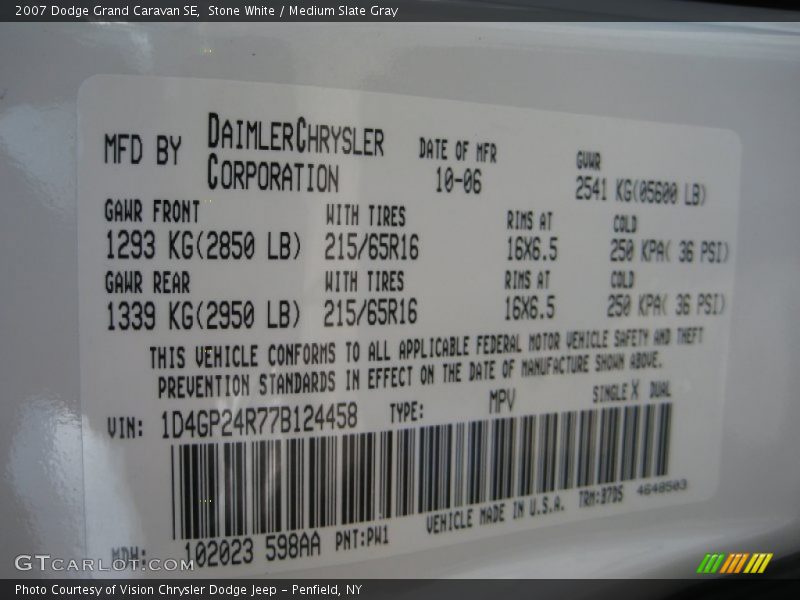 2007 Dodge Grand Caravan SE,  Stone White / Medium Slate Gray
MFD BY DAIMLERCHRYSLER CORPORATION
DATE OF MFR 10-06
GVWR 2541 KG(05600 LB)
GAWR FRONT WITH TIRES RIMS AT COLD
1293 KG(2850 LB) 215/65R16 16X6.5 250 KPA( 36 PSI)
GAWR REAR WITH TIRES RIMS AT COLD
1339 KG(2950 LB) 215/65R16 16X6.5 250 KPA( 36 PSI)
THIS VEHICLE CONFORMS TO ALL APPLICABLE FEDERAL MOTOR VEHICLE SAFETY AND THEFT
PREVENTION STANDARDS IN EFFECT ON THE DATE OF MANUFACTURE SHOWN ABOVE.
VIN: 1D4GP24R77B124458 TYPE: MPV SINGLE X DUAL
MDH: 102023 598AA PNT:PW1 VEHICLE MADE IN U.S.A. TRM:B7D5 4648503
GTCARLOT.COM
Photo Courtesy of Vision Chrysler Dodge Jeep – Penfield, NY